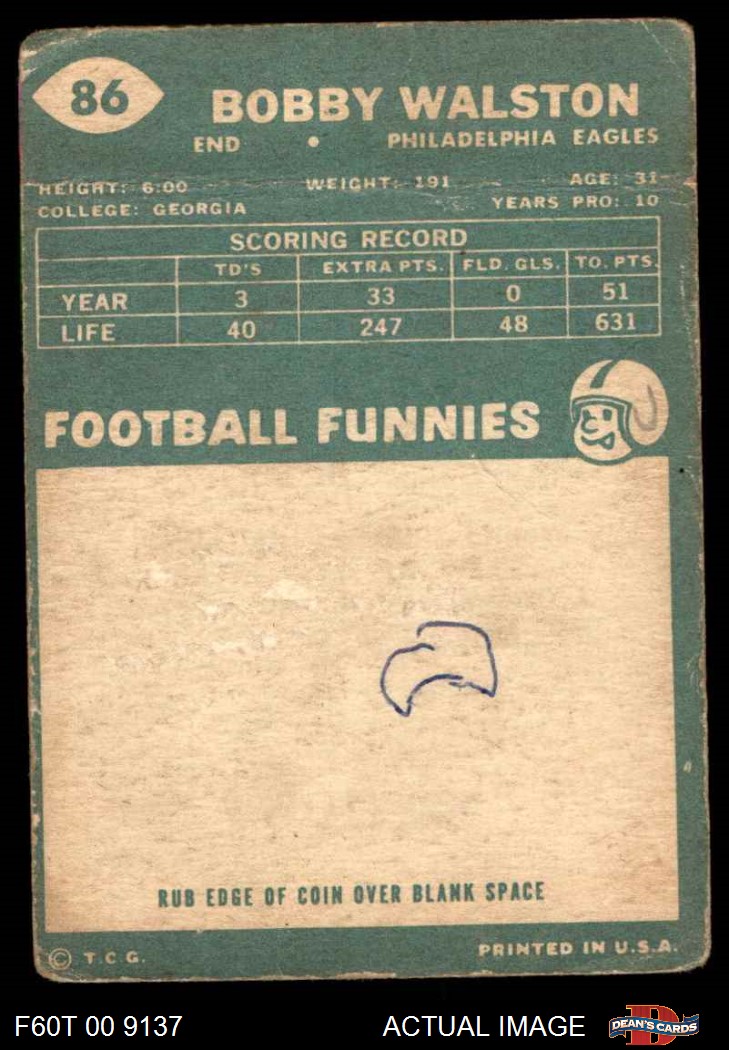 86
BOBBY WALSTON
END • PHILADELPHIA EAGLES
HEIGHT: 6:00 WEIGHT: 191 AGE: 31
COLLEGE: GEORGIA YEARS PRO: 10
SCORING RECORD
TD'S EXTRA PTS. FLD. GLS. TO. PTS.
YEAR 3 33 0 51
LIFE 40 247 48 631
FOOTBALL FUNNIES
RUB EDGE OF COIN OVER BLANK SPACE
© T.C.G. PRINTED IN U.S.A.
F60T 00 9137 ACTUAL IMAGE DEAN'S CARDS